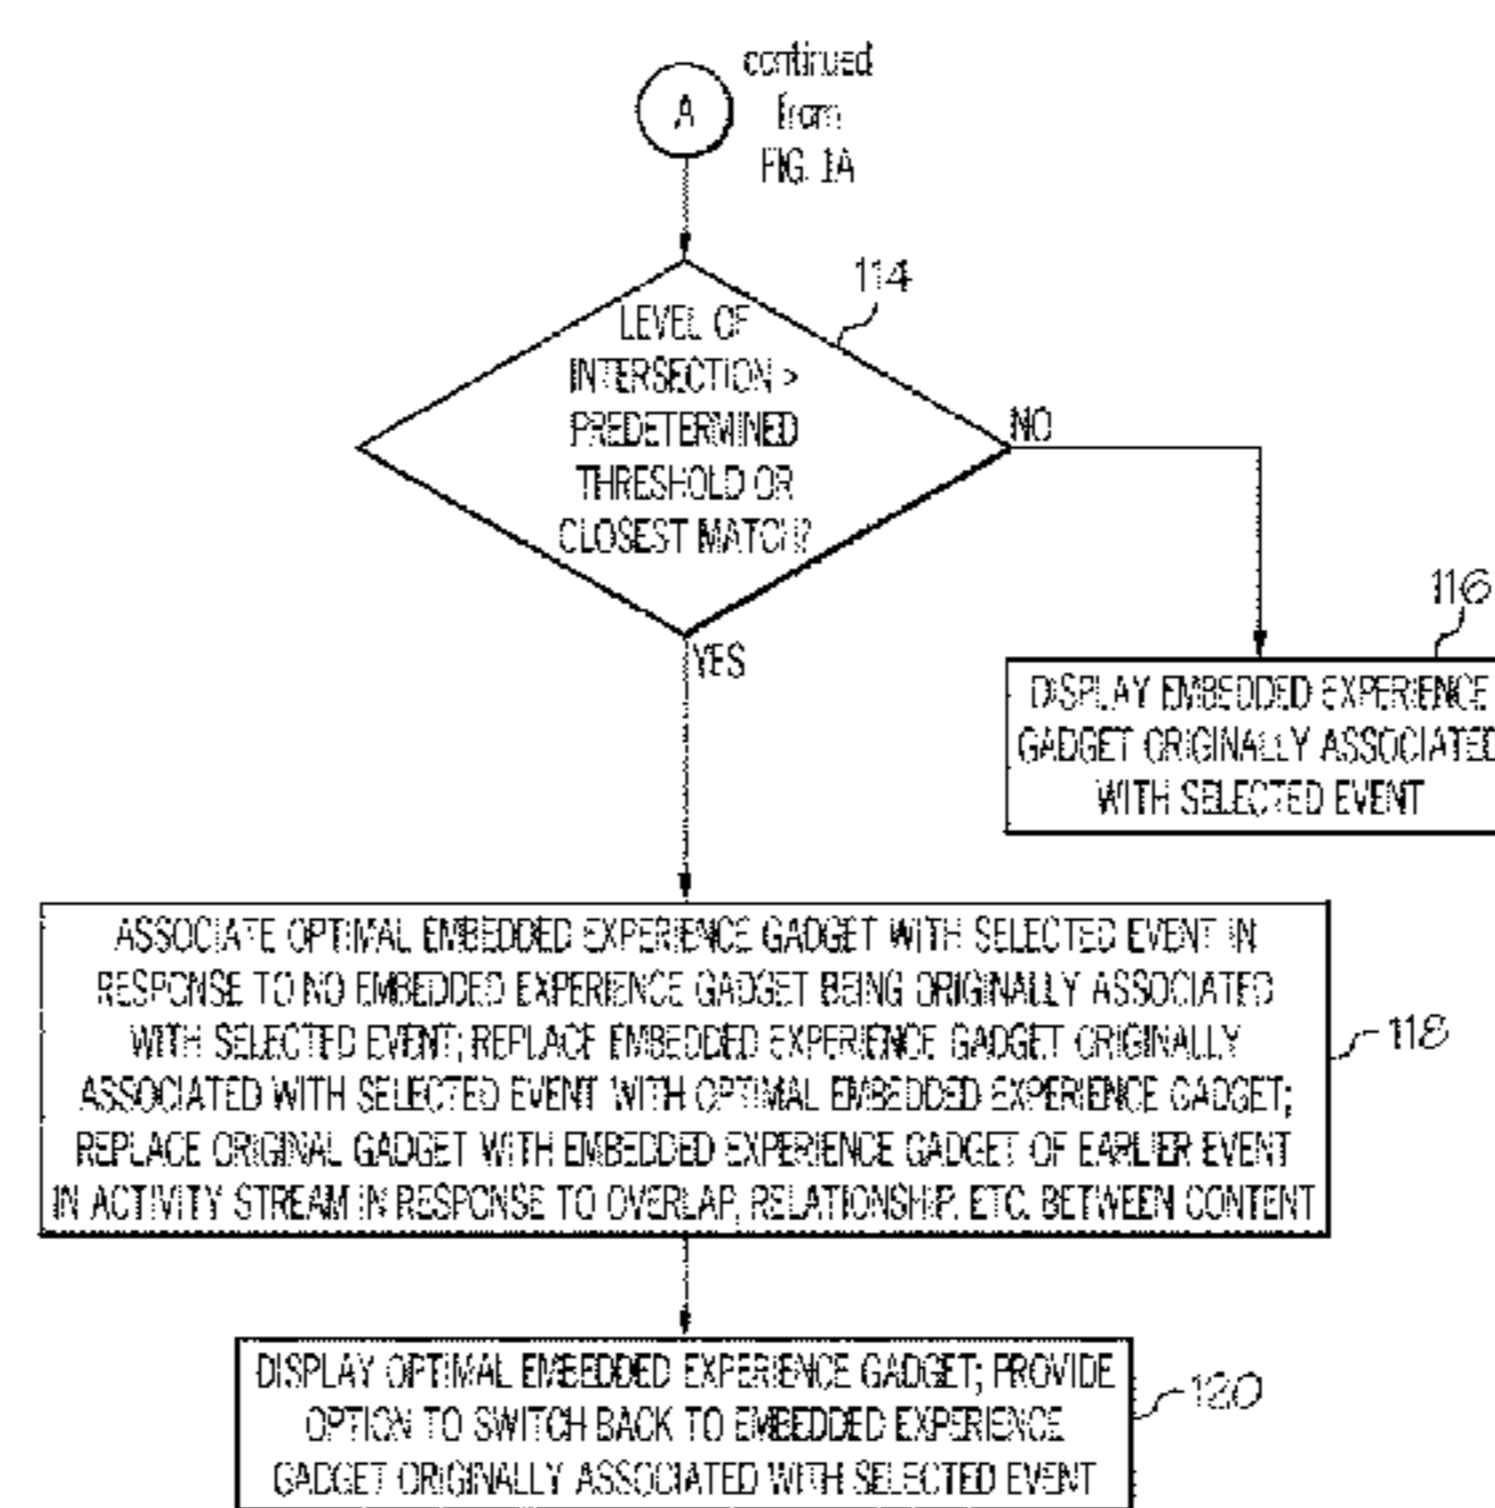 A
continued
from
FIG. 1A
114
LEVEL OF
INTERSECTION >
PREDETERMINED
THRESHOLD OR
CLOSEST MATCH?
NO
YES
116
DISPLAY EMBEDDED EXPERIENCE
GADGET ORIGINALLY ASSOCIATED
WITH SELECTED EVENT
ASSOCIATE OPTIMAL EMBEDDED EXPERIENCE GADGET WITH SELECTED EVENT IN
RESPONSE TO NO EMBEDDED EXPERIENCE GADGET BEING ORIGINALLY ASSOCIATED
WITH SELECTED EVENT; REPLACE EMBEDDED EXPERIENCE GADGET ORIGINALLY
ASSOCIATED WITH SELECTED EVENT WITH OPTIMAL EMBEDDED EXPERIENCE GADGET;
REPLACE ORIGINAL GADGET WITH EMBEDDED EXPERIENCE GADGET OF EARLIER EVENT
IN ACTIVITY STREAM IN RESPONSE TO OVERLAP, RELATIONSHIP, ETC. BETWEEN CONTENT
118
DISPLAY OPTIMAL EMBEDDED EXPERIENCE GADGET; PROVIDE
OPTION TO SWITCH BACK TO EMBEDDED EXPERIENCE
GADGET ORIGINALLY ASSOCIATED WITH SELECTED EVENT
120